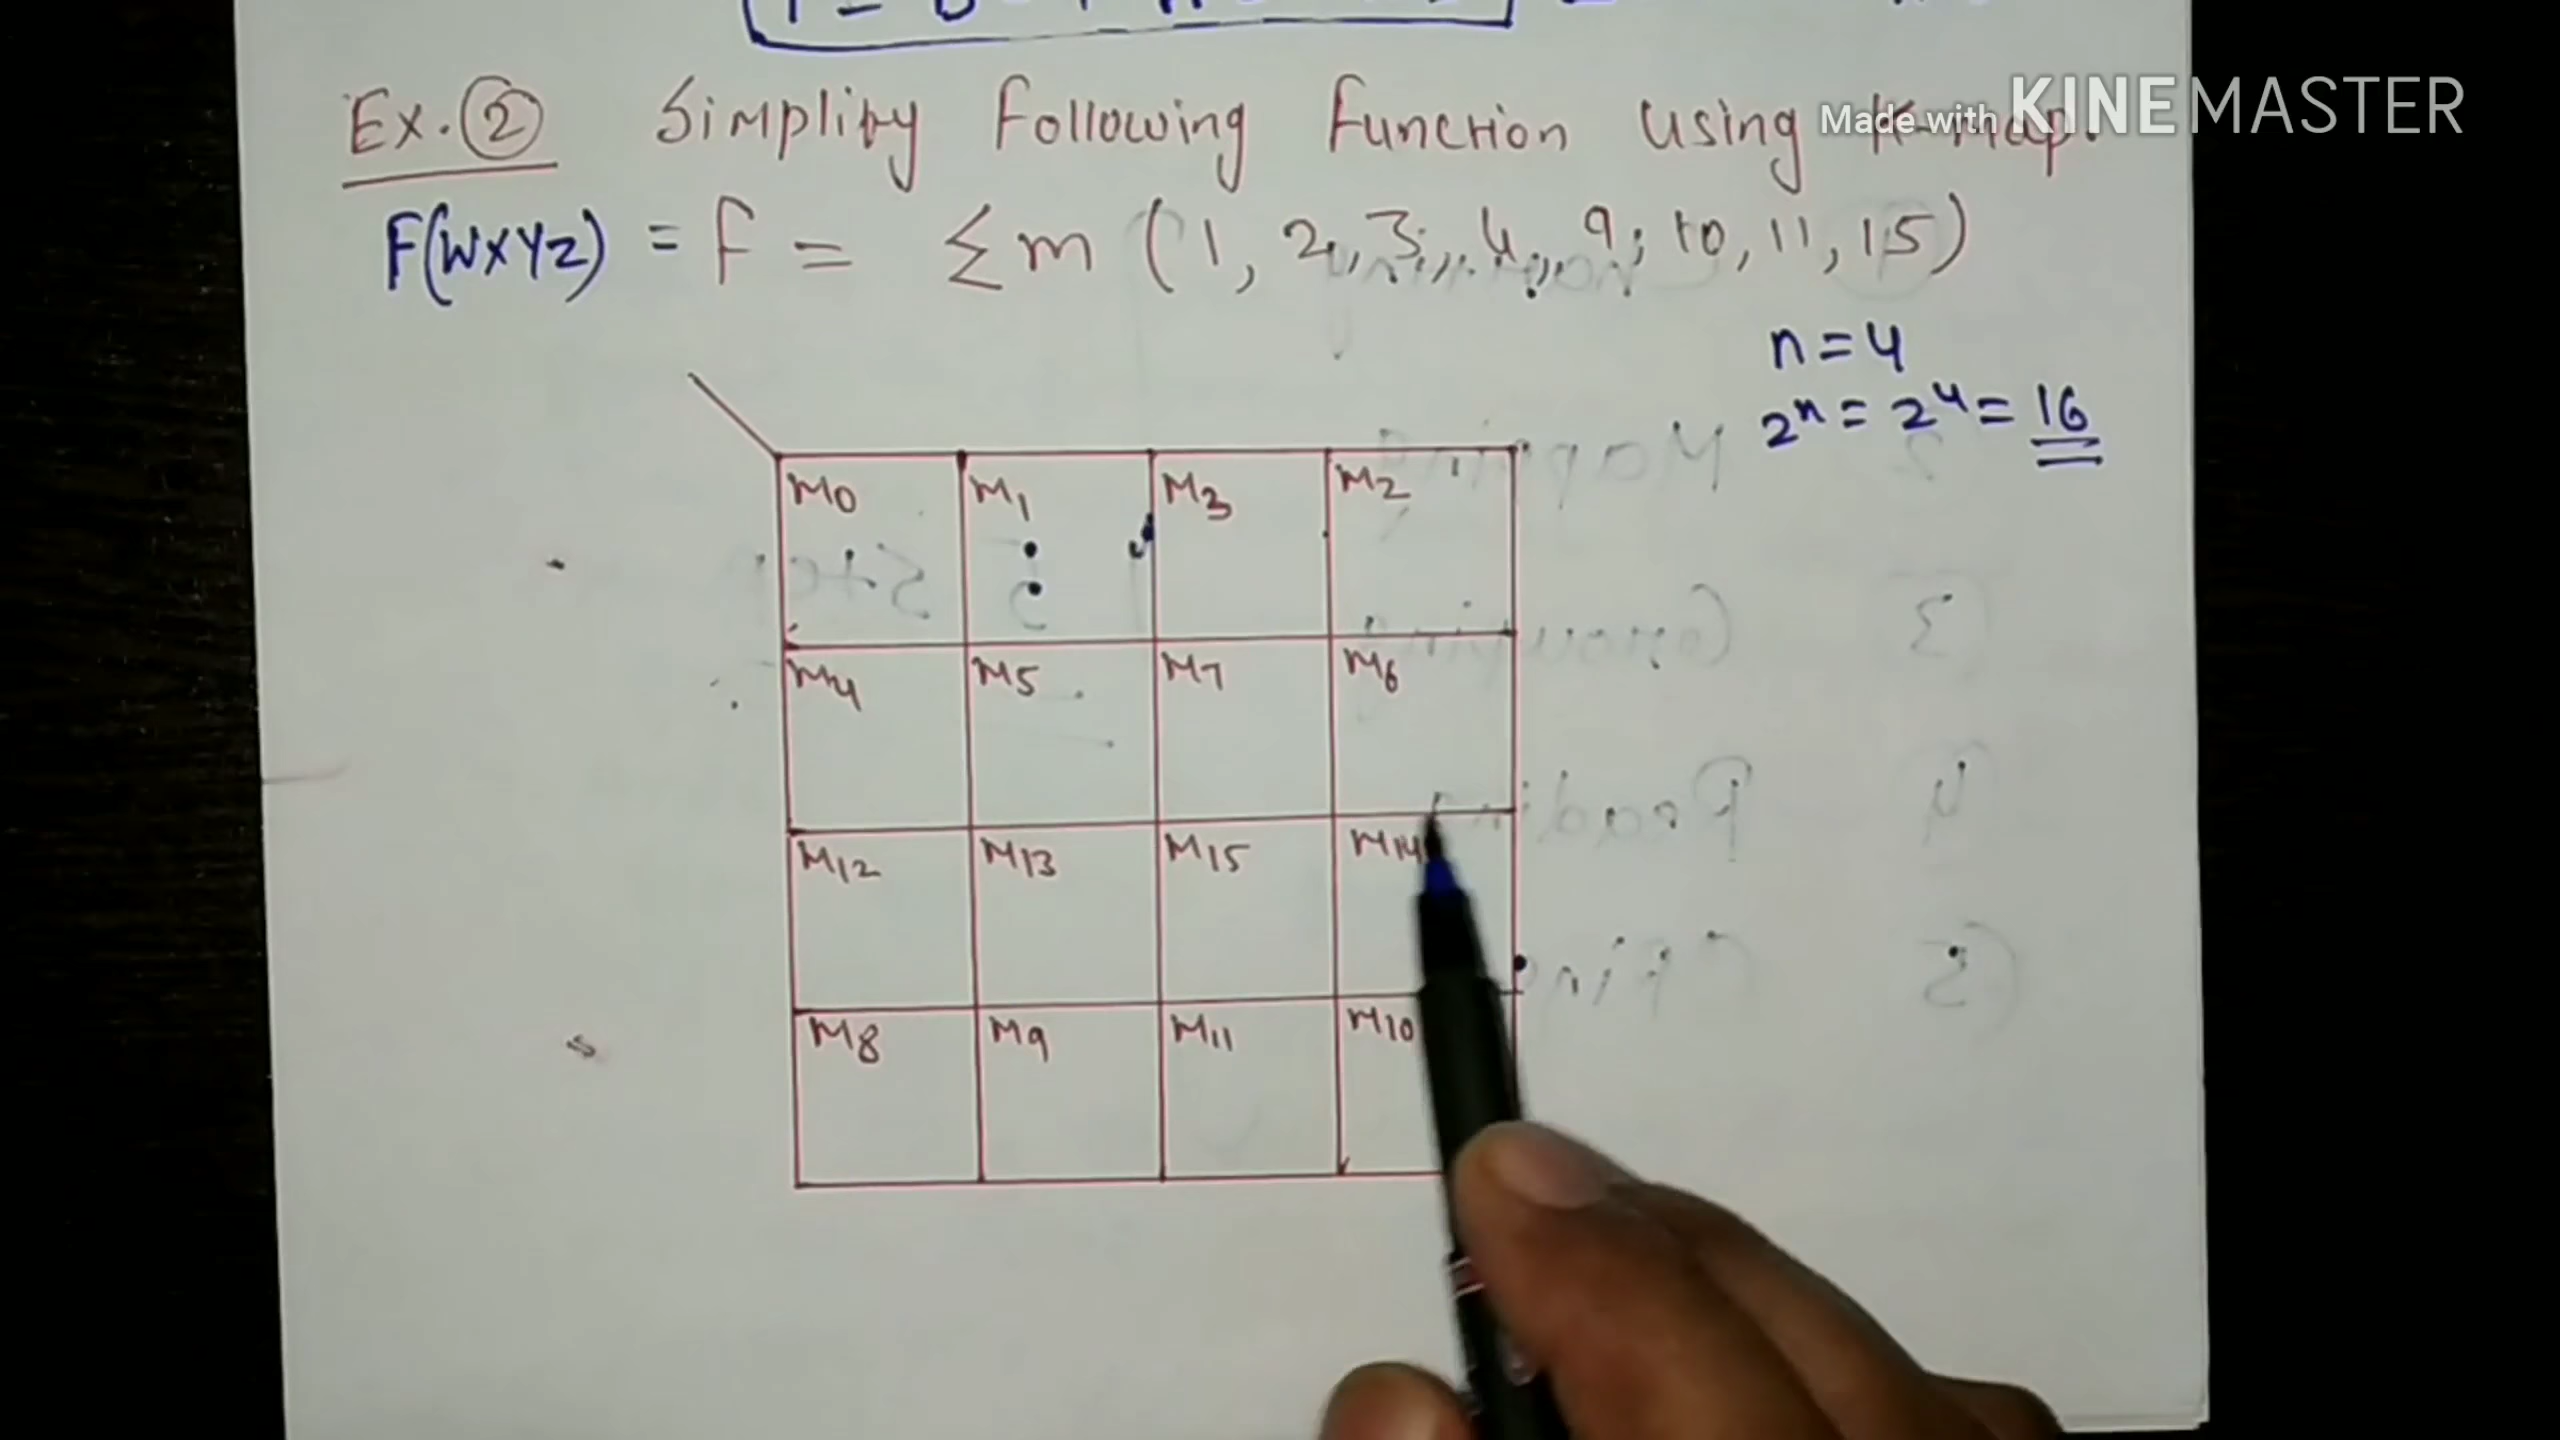 Ex. 2 Simplify Following Function Using K-map.
Made with KINEMASTER
F(WXYZ) = F = Σm (1, 2, 3, 4, 9, 10, 11, 15)
n = 4
2ⁿ = 2⁴ = 16
M0 M1 M3 M2
M4 M5 M7 M6
M12 M13 M15 M14
M8 M9 M11 M10